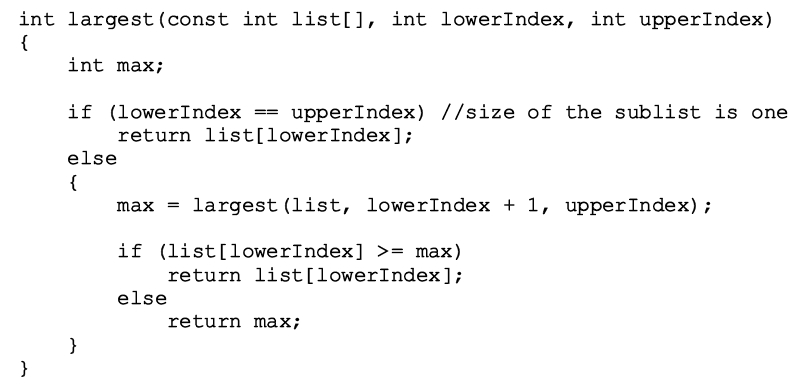 int largest(const int list[], int lowerIndex, int upperIndex)
{
    int max;

    if (lowerIndex == upperIndex) //size of the sublist is one
        return list[lowerIndex];
    else
    {
        max = largest(list, lowerIndex + 1, upperIndex);

        if (list[lowerIndex] >= max)
            return list[lowerIndex];
        else
            return max;
    }
}